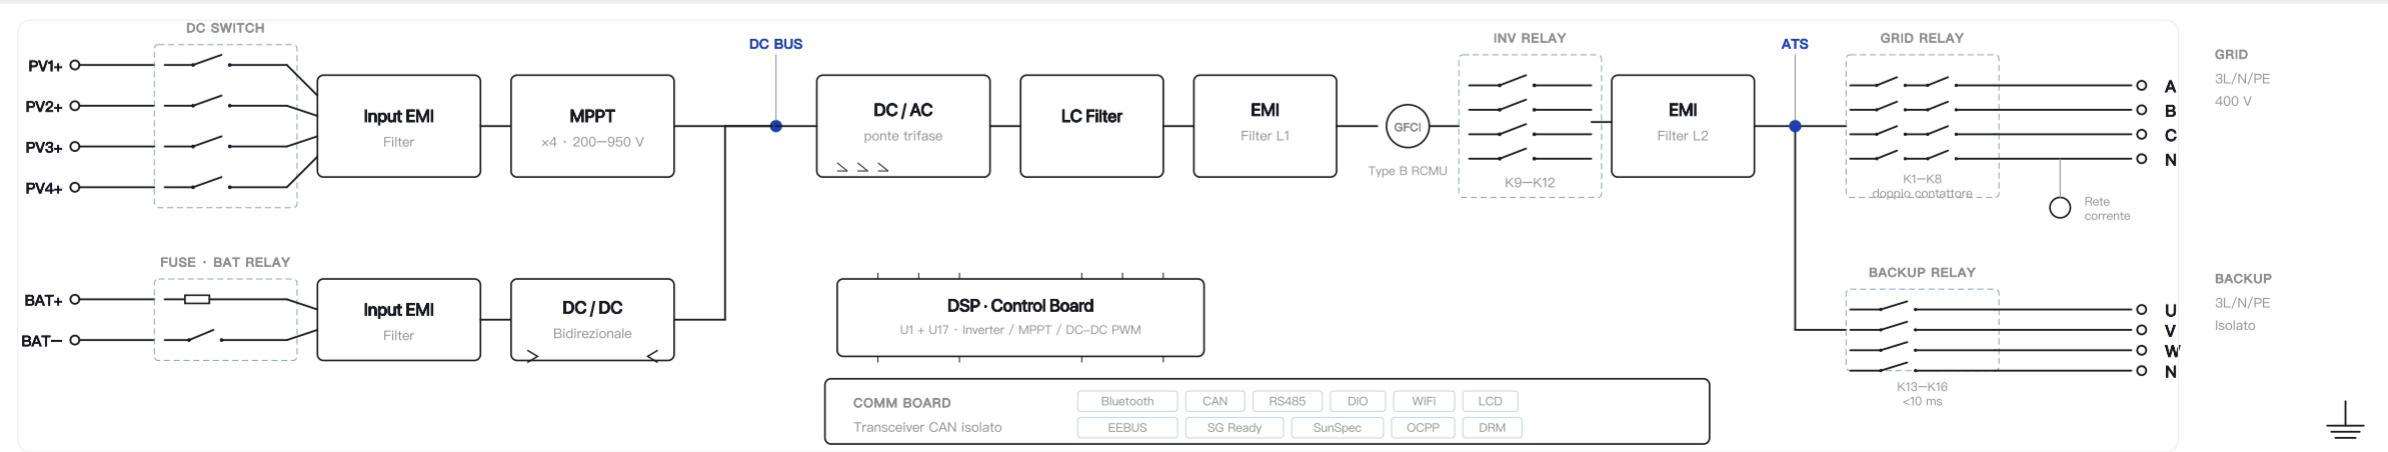 DC SWITCH
PV1+
PV2+
PV3+
PV4+
Input EMI
Filter
MPPT
×4 · 200—950 V
DC BUS
DC / AC
ponte trifase
LC Filter
EMI
Filter L1
GFCI
Type B RCMU
INV RELAY
K9—K12
EMI
Filter L2
ATS
GRID RELAY
K1—K8
doppio contattore
A
B
C
N
Rete
corrente
GRID
3L/N/PE
400 V
FUSE · BAT RELAY
BAT+
BAT—
Input EMI
Filter
DC / DC
Bidirezionale
DSP · Control Board
U1 + U17 · Inverter / MPPT / DC-DC PWM
BACKUP RELAY
K13—K16
<10 ms
U
V
W
N
BACKUP
3L/N/PE
Isolato
COMM BOARD
Transceiver CAN isolato
Bluetooth CAN RS485 DIO WiFi LCD
EEBUS SG Ready SunSpec OCPP DRM